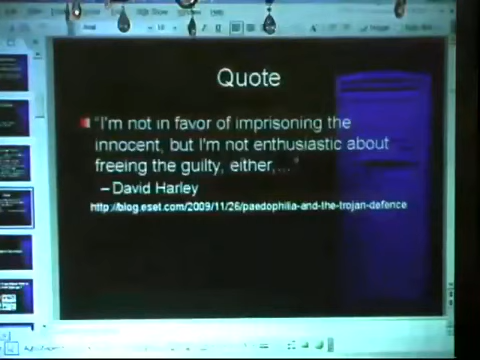 Quote
"I'm not in favor of imprisoning the
innocent, but I'm not enthusiastic about
freeing the guilty, either,..."
– David Harley
http://blog.eset.com/2009/11/26/paedophilia-and-the-trojan-defence